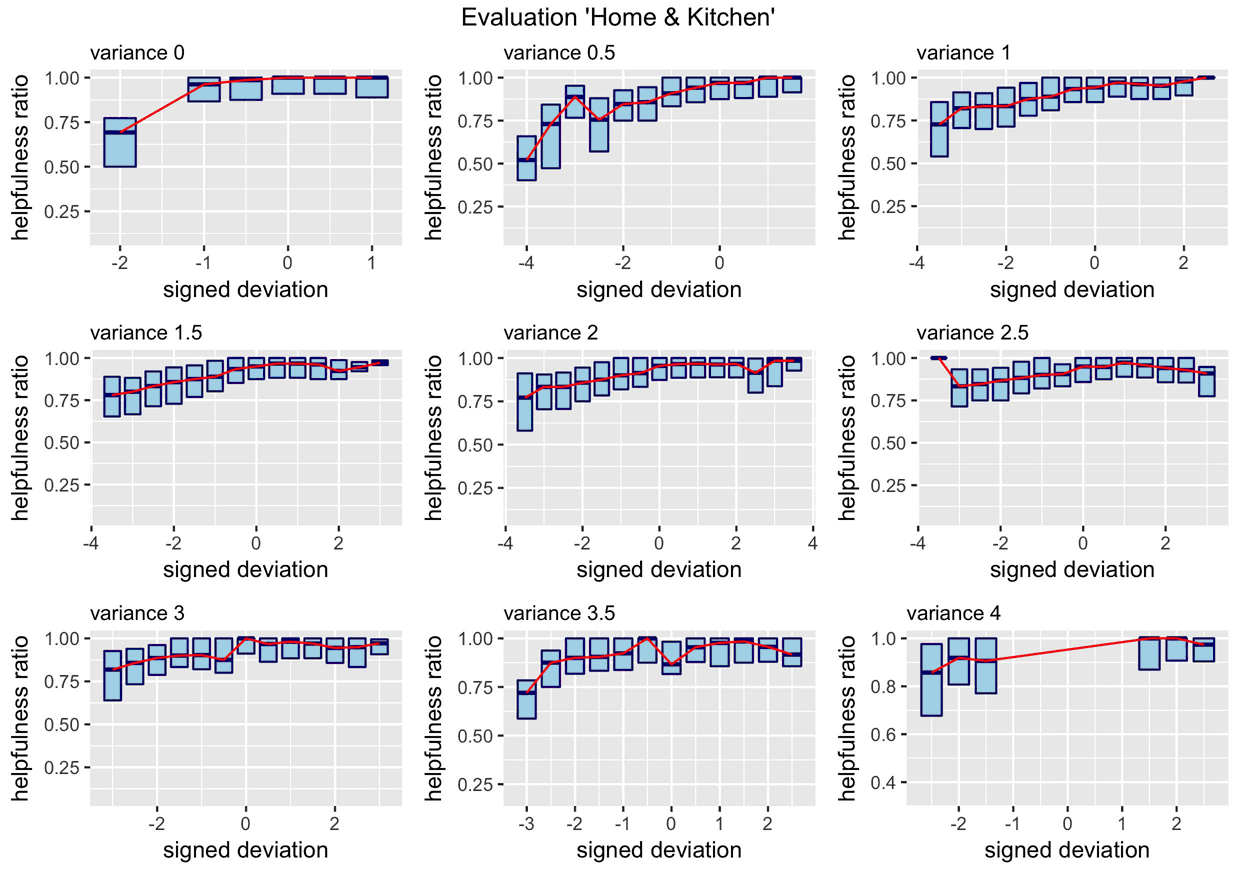 Evaluation 'Home & Kitchen'
variance 0
helpfulness ratio
1.00
0.75
0.50
0.25
-2 -1 0 1
signed deviation
variance 0.5
helpfulness ratio
1.00
0.75
0.50
0.25
-4 -2 0
signed deviation
variance 1
helpfulness ratio
1.00
0.75
0.50
0.25
-4 -2 0 2
signed deviation
variance 1.5
helpfulness ratio
1.00
0.75
0.50
0.25
-4 -2 0 2
signed deviation
variance 2
helpfulness ratio
1.00
0.75
0.50
0.25
-4 -2 0 2 4
signed deviation
variance 2.5
helpfulness ratio
1.00
0.75
0.50
0.25
-4 -2 0 2
signed deviation
variance 3
helpfulness ratio
1.00
0.75
0.50
0.25
-2 0 2
signed deviation
variance 3.5
helpfulness ratio
1.00
0.75
0.50
0.25
-3 -2 -1 0 1 2
signed deviation
variance 4
helpfulness ratio
1.0
0.8
0.6
0.4
-2 -1 0 1 2
signed deviation